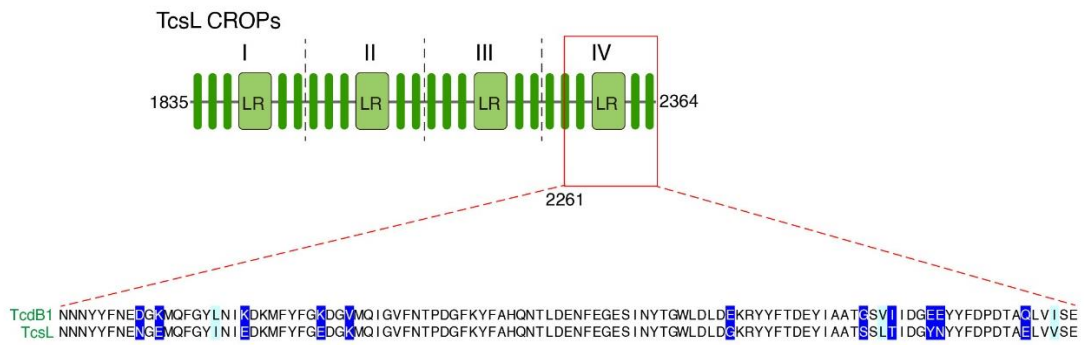 TcsL CROPs
I II III IV
1835 LR LR LR LR 2364
2261
TcdB1 NNNYYFNEDGKMQFGYLNIKDKMFYFGKDGVMQIGVFNTPDGFKYFAHQNTLDENFEGESINYTGWLDLDEKRYYFTDEYIAATGSVIIDGEEYYFDPDTAQLVISE
TcsL NNNYYFNENGEMQFGYINIEDKMFYFGEDGKMQIGVFNTPDGFKYFAHQNTLDENFEGESINYTGWLDLDGKRYYFTDEYIAATSSLTIDGYNYYFDPDTAELVVSE